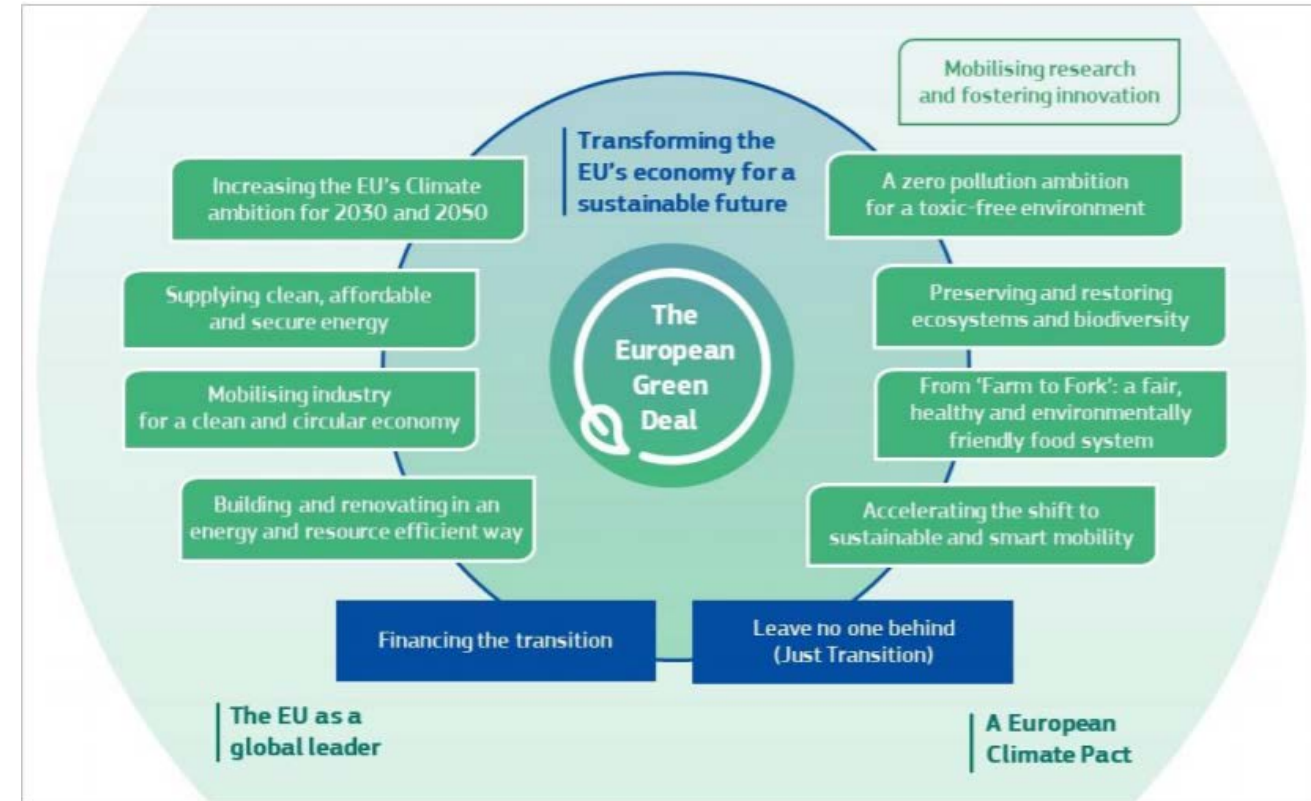 Mobilising research
and fostering innovation
Transforming the
EU's economy for a
sustainable future
Increasing the EU's Climate
ambition for 2030 and 2050
A zero pollution ambition
for a toxic-free environment
Supplying clean, affordable
and secure energy
Preserving and restoring
ecosystems and biodiversity
The
European
Green
Deal
Mobilising industry
for a clean and circular economy
From 'Farm to Fork': a fair,
healthy and environmentally
friendly food system
Building and renovating in an
energy and resource efficient way
Accelerating the shift to
sustainable and smart mobility
Financing the transition
Leave no one behind
(Just Transition)
The EU as a
global leader
A European
Climate Pact